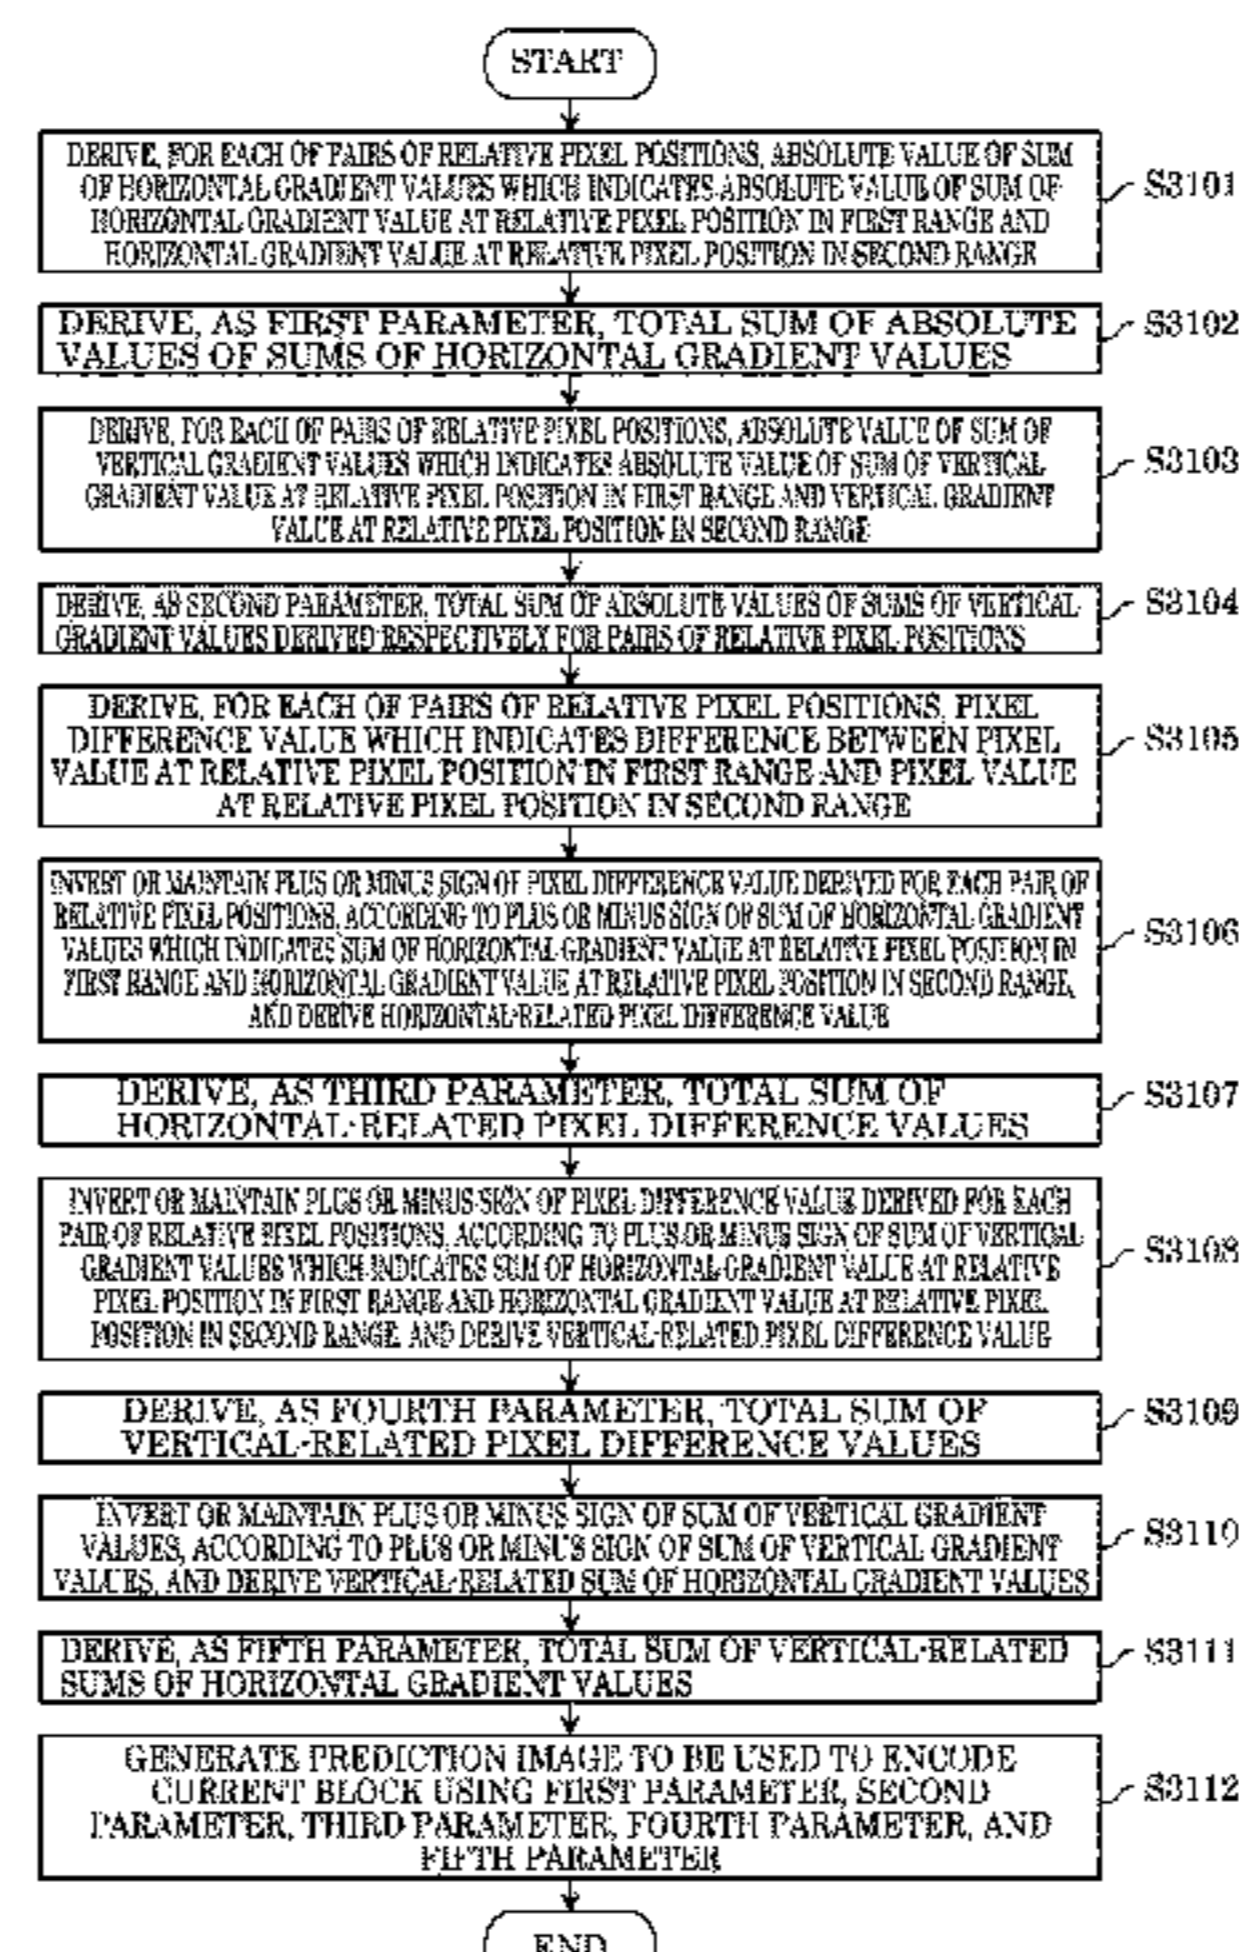 START
DERIVE, FOR EACH OF PAIRS OF RELATIVE PIXEL POSITIONS, ABSOLUTE VALUE OF SUM
OF HORIZONTAL GRADIENT VALUES WHICH INDICATES ABSOLUTE VALUE OF SUM OF
HORIZONTAL GRADIENT VALUE AT RELATIVE PIXEL POSITION IN FIRST RANGE AND
HORIZONTAL GRADIENT VALUE AT RELATIVE PIXEL POSITION IN SECOND RANGE
S3101
DERIVE, AS FIRST PARAMETER, TOTAL SUM OF ABSOLUTE
VALUES OF SUMS OF HORIZONTAL GRADIENT VALUES
S3102
DERIVE, FOR EACH OF PAIRS OF RELATIVE PIXEL POSITIONS, ABSOLUTE VALUE OF SUM OF
VERTICAL GRADIENT VALUES WHICH INDICATES ABSOLUTE VALUE OF SUM OF VERTICAL
GRADIENT VALUE AT RELATIVE PIXEL POSITION IN FIRST RANGE AND VERTICAL GRADIENT
VALUE AT RELATIVE PIXEL POSITION IN SECOND RANGE
S3103
DERIVE, AS SECOND PARAMETER, TOTAL SUM OF ABSOLUTE VALUES OF SUMS OF VERTICAL
GRADIENT VALUES DERIVED RESPECTIVELY FOR PAIRS OF RELATIVE PIXEL POSITIONS
S3104
DERIVE, FOR EACH OF PAIRS OF RELATIVE PIXEL POSITIONS, PIXEL
DIFFERENCE VALUE WHICH INDICATES DIFFERENCE BETWEEN PIXEL
VALUE AT RELATIVE PIXEL POSITION IN FIRST RANGE AND PIXEL VALUE
AT RELATIVE PIXEL POSITION IN SECOND RANGE
S3105
INVERT OR MAINTAIN PLUS OR MINUS SIGN OF PIXEL DIFFERENCE VALUE DERIVED FOR EACH PAIR OF
RELATIVE PIXEL POSITIONS, ACCORDING TO PLUS OR MINUS SIGN OF SUM OF HORIZONTAL GRADIENT
VALUES WHICH INDICATES SUM OF HORIZONTAL GRADIENT VALUE AT RELATIVE PIXEL POSITION IN
FIRST RANGE AND HORIZONTAL GRADIENT VALUE AT RELATIVE PIXEL POSITION IN SECOND RANGE,
AND DERIVE HORIZONTAL-RELATED PIXEL DIFFERENCE VALUE
S3106
DERIVE, AS THIRD PARAMETER, TOTAL SUM OF
HORIZONTAL-RELATED PIXEL DIFFERENCE VALUES
S3107
INVERT OR MAINTAIN PLUS OR MINUS SIGN OF PIXEL DIFFERENCE VALUE DERIVED FOR EACH
PAIR OF RELATIVE PIXEL POSITIONS, ACCORDING TO PLUS OR MINUS SIGN OF SUM OF VERTICAL
GRADIENT VALUES WHICH INDICATES SUM OF HORIZONTAL GRADIENT VALUE AT RELATIVE
PIXEL POSITION IN FIRST RANGE AND HORIZONTAL GRADIENT VALUE AT RELATIVE PIXEL
POSITION IN SECOND RANGE, AND DERIVE VERTICAL-RELATED PIXEL DIFFERENCE VALUE
S3108
DERIVE, AS FOURTH PARAMETER, TOTAL SUM OF
VERTICAL-RELATED PIXEL DIFFERENCE VALUES
S3109
INVERT OR MAINTAIN PLUS OR MINUS SIGN OF SUM OF VERTICAL GRADIENT
VALUES, ACCORDING TO PLUS OR MINUS SIGN OF SUM OF VERTICAL GRADIENT
VALUES, AND DERIVE VERTICAL-RELATED SUM OF HORIZONTAL GRADIENT VALUES
S3110
DERIVE, AS FIFTH PARAMETER, TOTAL SUM OF VERTICAL-RELATED
SUMS OF HORIZONTAL GRADIENT VALUES
S3111
GENERATE PREDICTION IMAGE TO BE USED TO ENCODE
CURRENT BLOCK USING FIRST PARAMETER, SECOND
PARAMETER, THIRD PARAMETER, FOURTH PARAMETER, AND
FIFTH PARAMETER
S3112
END